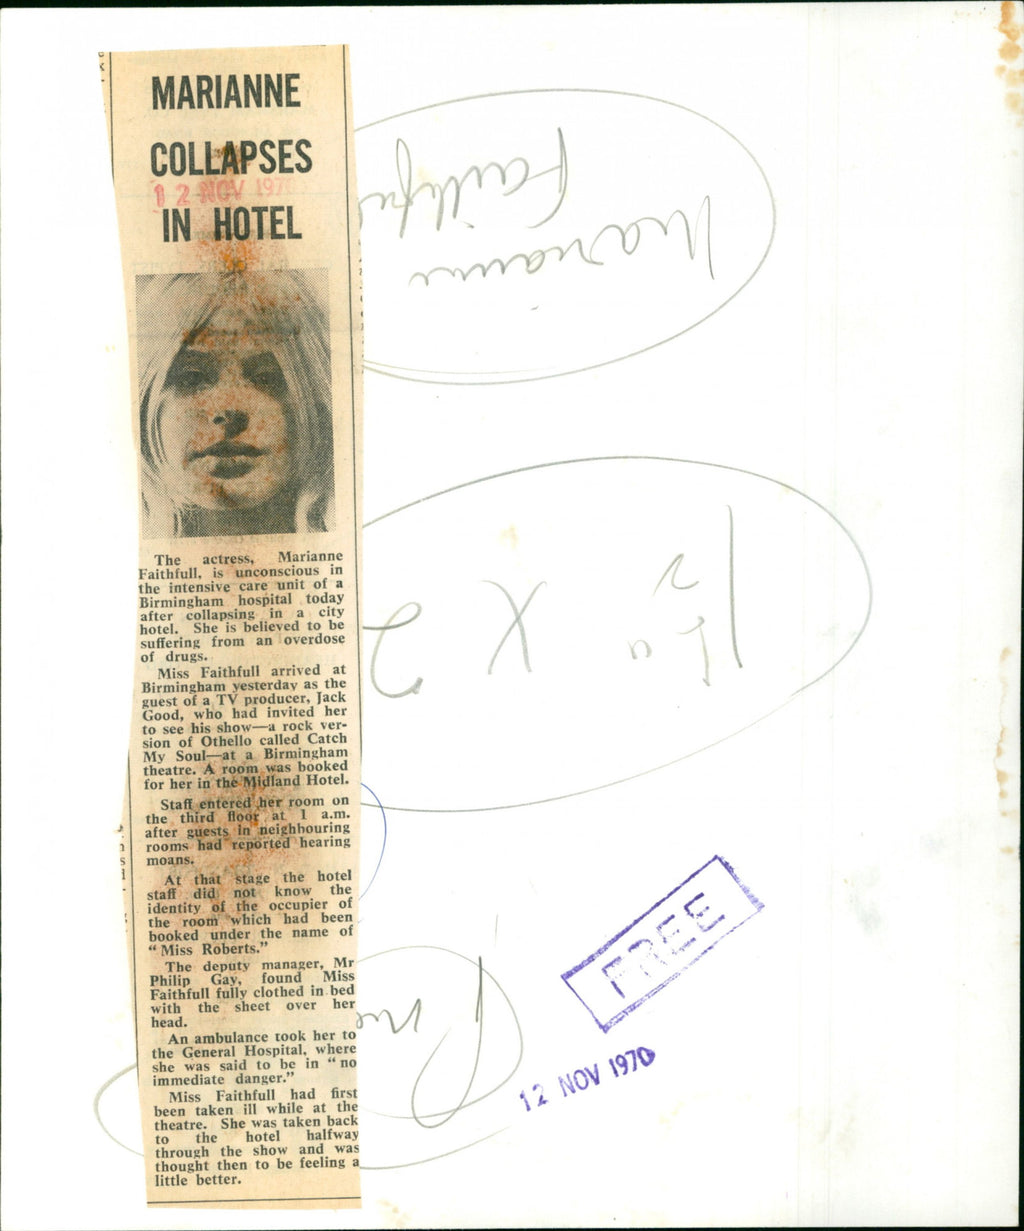 MARIANNE
COLLAPSES
12 NOV 1970
IN HOTEL
The actress, Marianne
Faithfull, is unconscious in
the intensive care unit of a
Birmingham hospital today
after collapsing in a city
hotel. She is believed to be
suffering from an overdose
of drugs.
Miss Faithfull arrived at
Birmingham yesterday as the
guest of a TV producer, Jack
Good, who had invited her
to see his show—a rock ver-
sion of Othello called Catch
My Soul—at a Birmingham
theatre. A room was booked
for her in the Midland Hotel.
Staff entered her room on
the third floor at 1 a.m.
after guests in neighbouring
rooms had reported hearing
moans.
At that stage the hotel
staff did not know the
identity of the occupier of
the room which had been
booked under the name of
“Miss Roberts.”
The deputy manager, Mr
Philip Gay, found Miss
Faithfull fully clothed in bed
with the sheet over her
head.
An ambulance took her to
the General Hospital, where
she was said to be in “no
immediate danger.”
Miss Faithfull had first
been taken ill while at the
theatre. She was taken back
to the hotel halfway
through the show and was
thought then to be feeling a
little better.
Marianne
Faithfu
FREE
12 NOV 1970